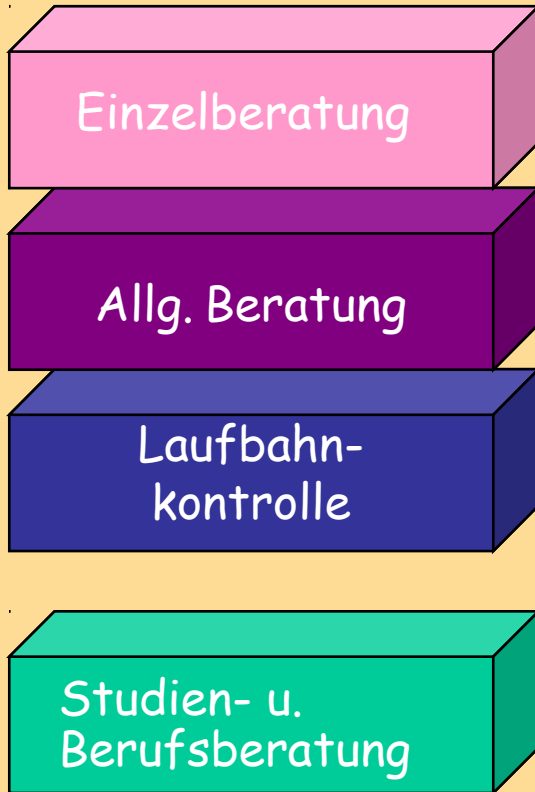 Einzelberatung
Allg. Beratung
Laufbahn-
kontrolle
Studien- u.
Berufsberatung